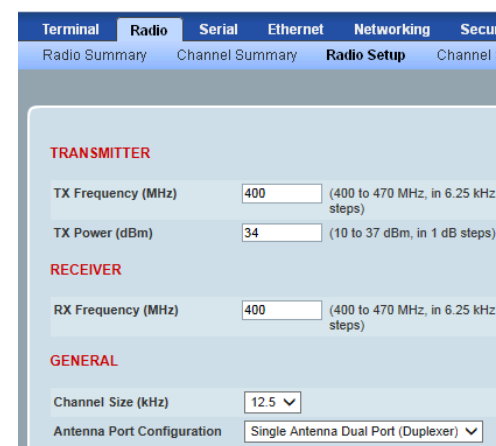 Terminal Radio Serial Ethernet Networking
Radio Summary Channel Summary Radio Setup Channel
TRANSMITTER
TX Frequency (MHz) 400 (400 to 470 MHz, in 6.25 kHz
steps)
TX Power (dBm) 34 (10 to 37 dBm, in 1 dB steps)
RECEIVER
RX Frequency (MHz) 400 (400 to 470 MHz, in 6.25 kHz
steps)
GENERAL
Channel Size (kHz) 12.5
Antenna Port Configuration Single Antenna Dual Port (Duplexer)